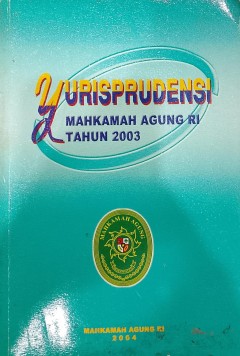 YURISPRUDENSI
MAHKAMAH AGUNG RI
TAHUN 2003
MAHKAMAH AGUNG
MAHKAMAH AGUNG RI
2004